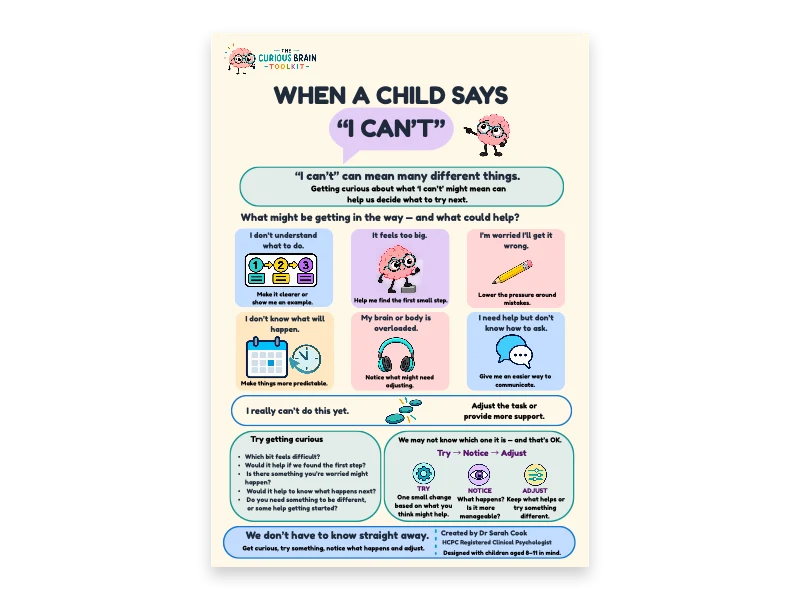 THE
CURIOUS BRAIN
TOOLKIT
WHEN A CHILD SAYS
“I CAN’T”
“I can’t” can mean many different things.
Getting curious about what ‘I can’t’ might mean can
help us decide what to try next.
What might be getting in the way — and what could help?
I don't understand
what to do.
1 2 3
Make it clearer or
show me an example.
It feels too big.
Help me find the first small step.
I'm worried I'll get it
wrong.
Lower the pressure around
mistakes.
I don't know what will
happen.
Make things more predictable.
My brain or body is
overloaded.
Notice what might need
adjusting.
I need help but don't
know how to ask.
Give me an easier way to
communicate.
I really can’t do this yet.
Adjust the task or
provide more support.
Try getting curious
• Which bit feels difficult?
• Would it help if we found the first step?
• Is there something you're worried might
happen?
• Would it help to know what happens next?
• Do you need something to be different,
or some help getting started?
We may not know which one it is — and that's OK.
Try → Notice → Adjust
TRY
One small change
based on what you
think might help.
NOTICE
What happens?
Is it more
manageable?
ADJUST
Keep what helps or
try something
different.
We don't have to know straight away.
Get curious, try something, notice what happens and adjust.
Created by Dr Sarah Cook
HCPC Registered Clinical Psychologist
Designed with children aged 8–11 in mind.